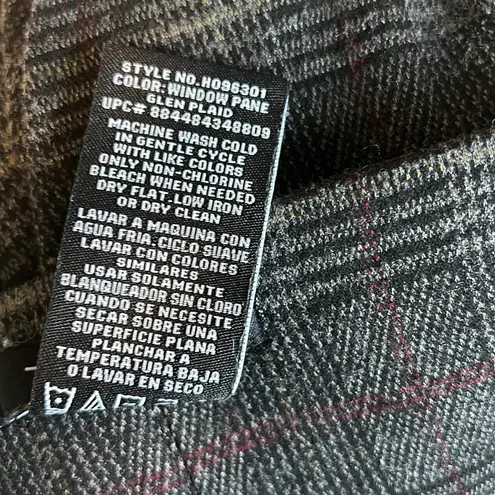 STYLE NO.H096301
COLOR:WINDOW PANE
GLEN PLAID
UPC# 884484348809
MACHINE WASH COLD
IN GENTLE CYCLE
WITH LIKE COLORS
ONLY NON-CHLORINE
BLEACH WHEN NEEDED
DRY FLAT. LOW IRON
OR DRY CLEAN
LAVAR A MAQUINA CON
AGUA FRIA. CICLO SUAVE
LAVAR CON COLORES
SIMILARES
USAR SOLAMENTE
BLANQUEADOR SIN CLORO
CUANDO SE NECESITE
SECAR SOBRE UNA
SUPERFICIE PLANA
PLANCHAR A
TEMPERATURA BAJA
O LAVAR EN SECO